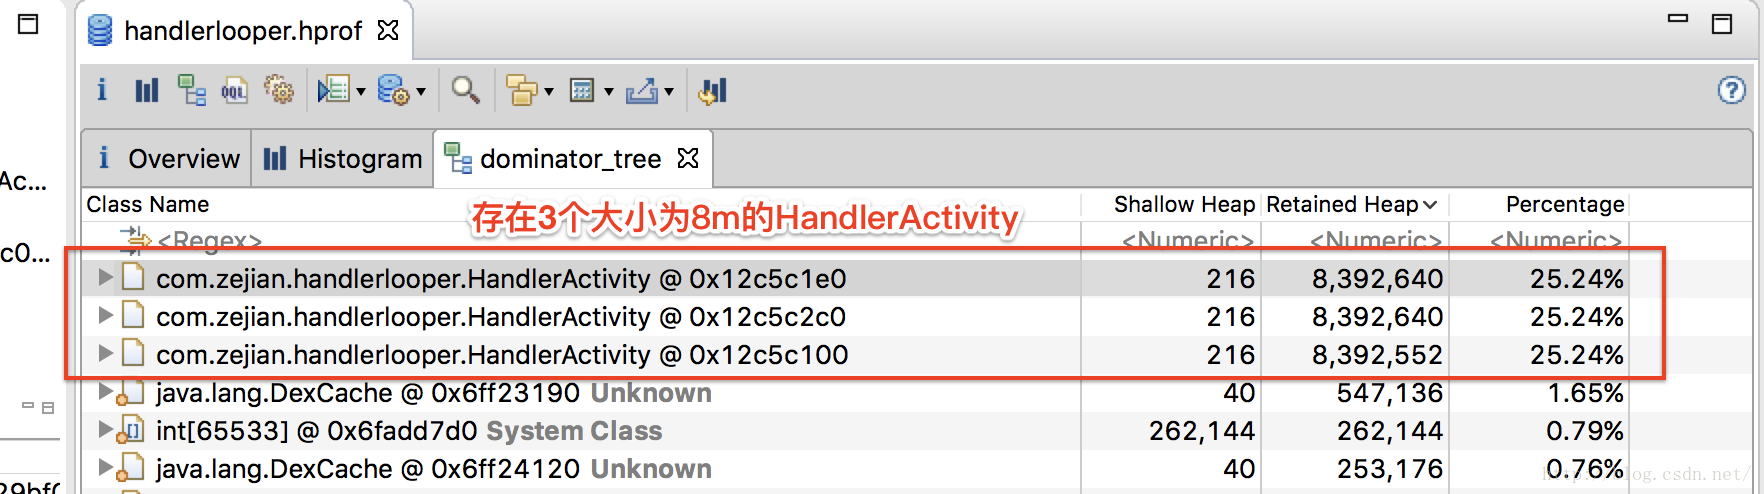 handlerlooper.hprof
i
OQL
?
Ac...
c0...
29bf0
i Overview
Histogram
dominator_tree
Class Name Shallow Heap Retained Heap Percentage
存在3个大小为8m的HandlerActivity
<Regex> <Numeric> <Numeric> <Numeric>
com.zejian.handlerlooper.HandlerActivity @ 0x12c5c1e0 216 8,392,640 25.24%
com.zejian.handlerlooper.HandlerActivity @ 0x12c5c2c0 216 8,392,640 25.24%
com.zejian.handlerlooper.HandlerActivity @ 0x12c5c100 216 8,392,552 25.24%
java.lang.DexCache @ 0x6ff23190 Unknown 40 547,136 1.65%
int[65533] @ 0x6fadd7d0 System Class 262,144 262,144 0.79%
java.lang.DexCache @ 0x6ff24120 Unknown 40 253,176 0.76%
http://blog.csdn.net/